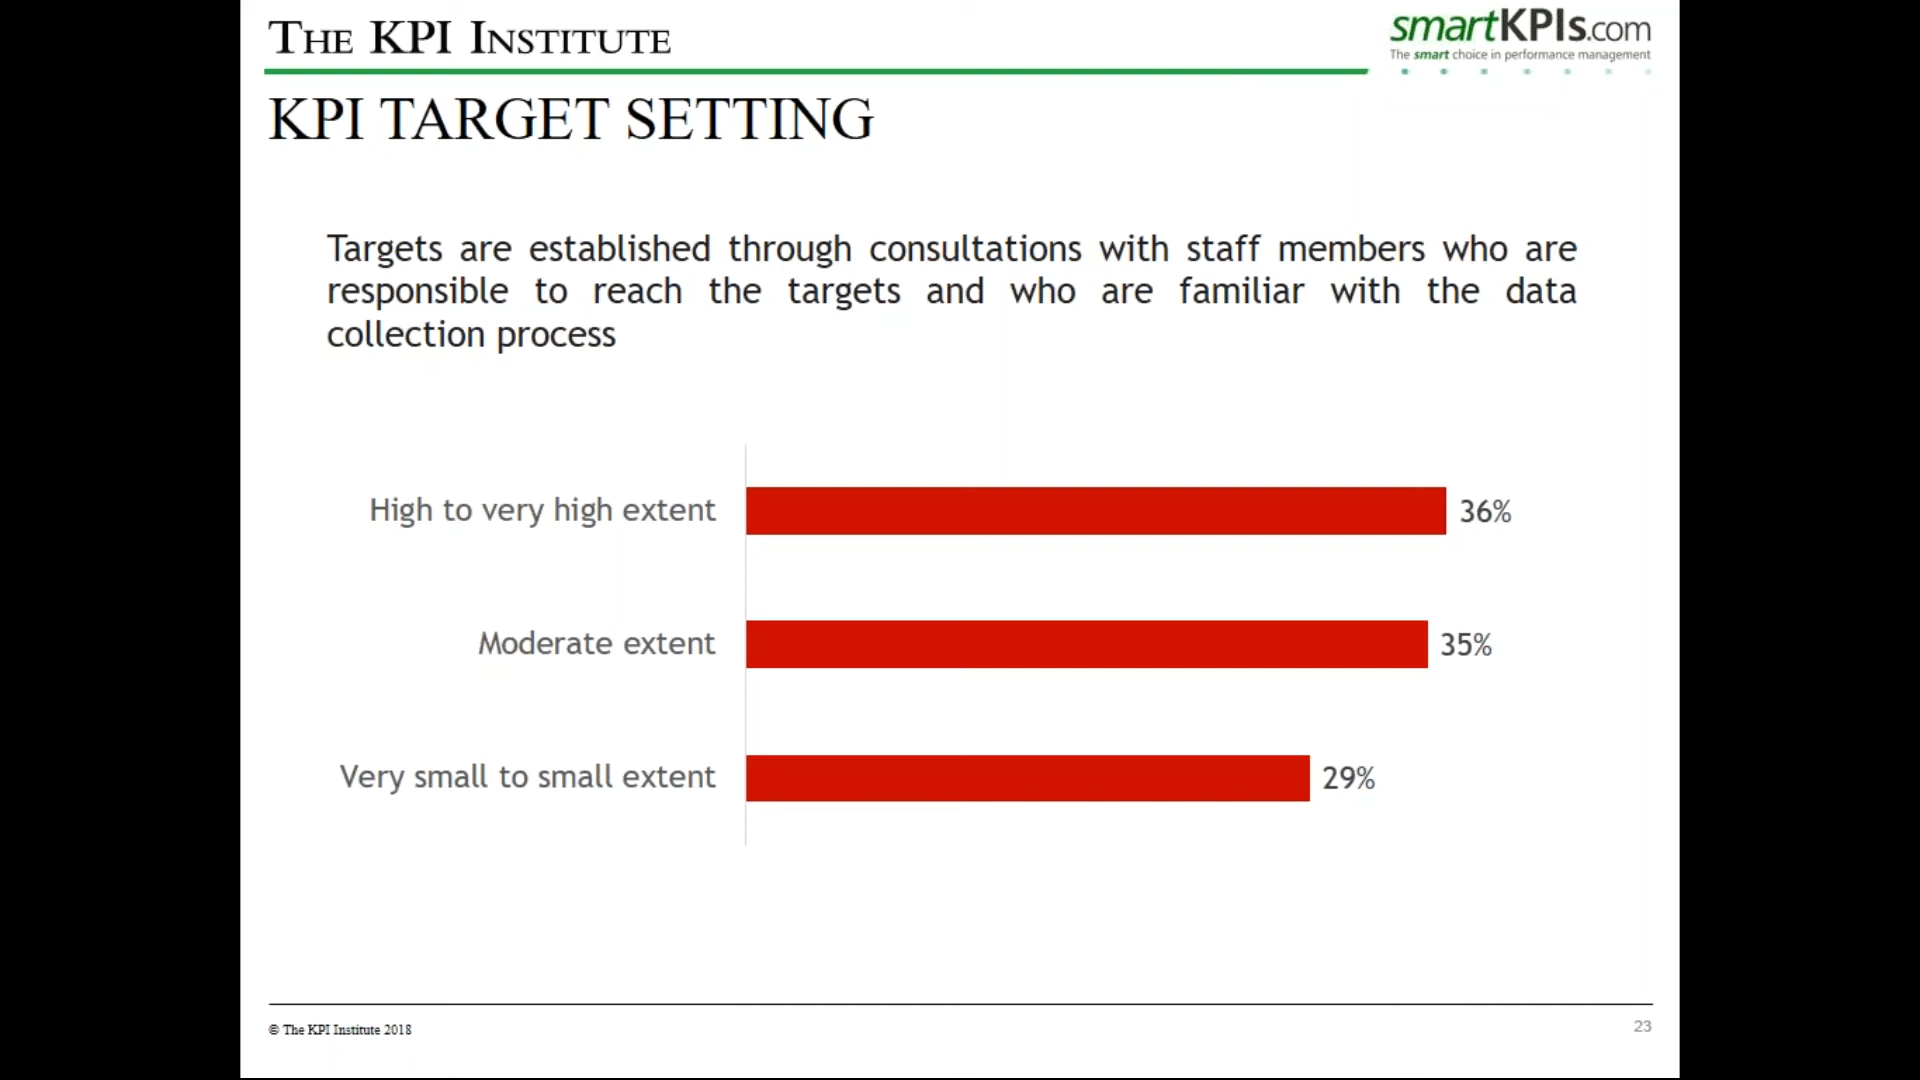 THE KPI INSTITUTE
smartKPIs.com
The smart choice in performance management
KPI TARGET SETTING
Targets are established through consultations with staff members who are
responsible to reach the targets and who are familiar with the data
collection process
High to very high extent 36%
Moderate extent 35%
Very small to small extent 29%
© The KPI Institute 2018
23